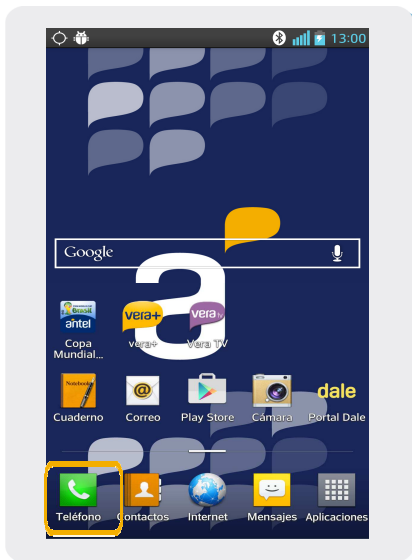 13:00
Google
a
Brasil
antel
vera+
vera tv
Copa
Mundial...
vera+
Vera TV
Notebook
@
dale
Cuaderno
Correo
Play Store
Cámara
Portal Dale
Teléfono
Contactos
Internet
Mensajes
Aplicaciones